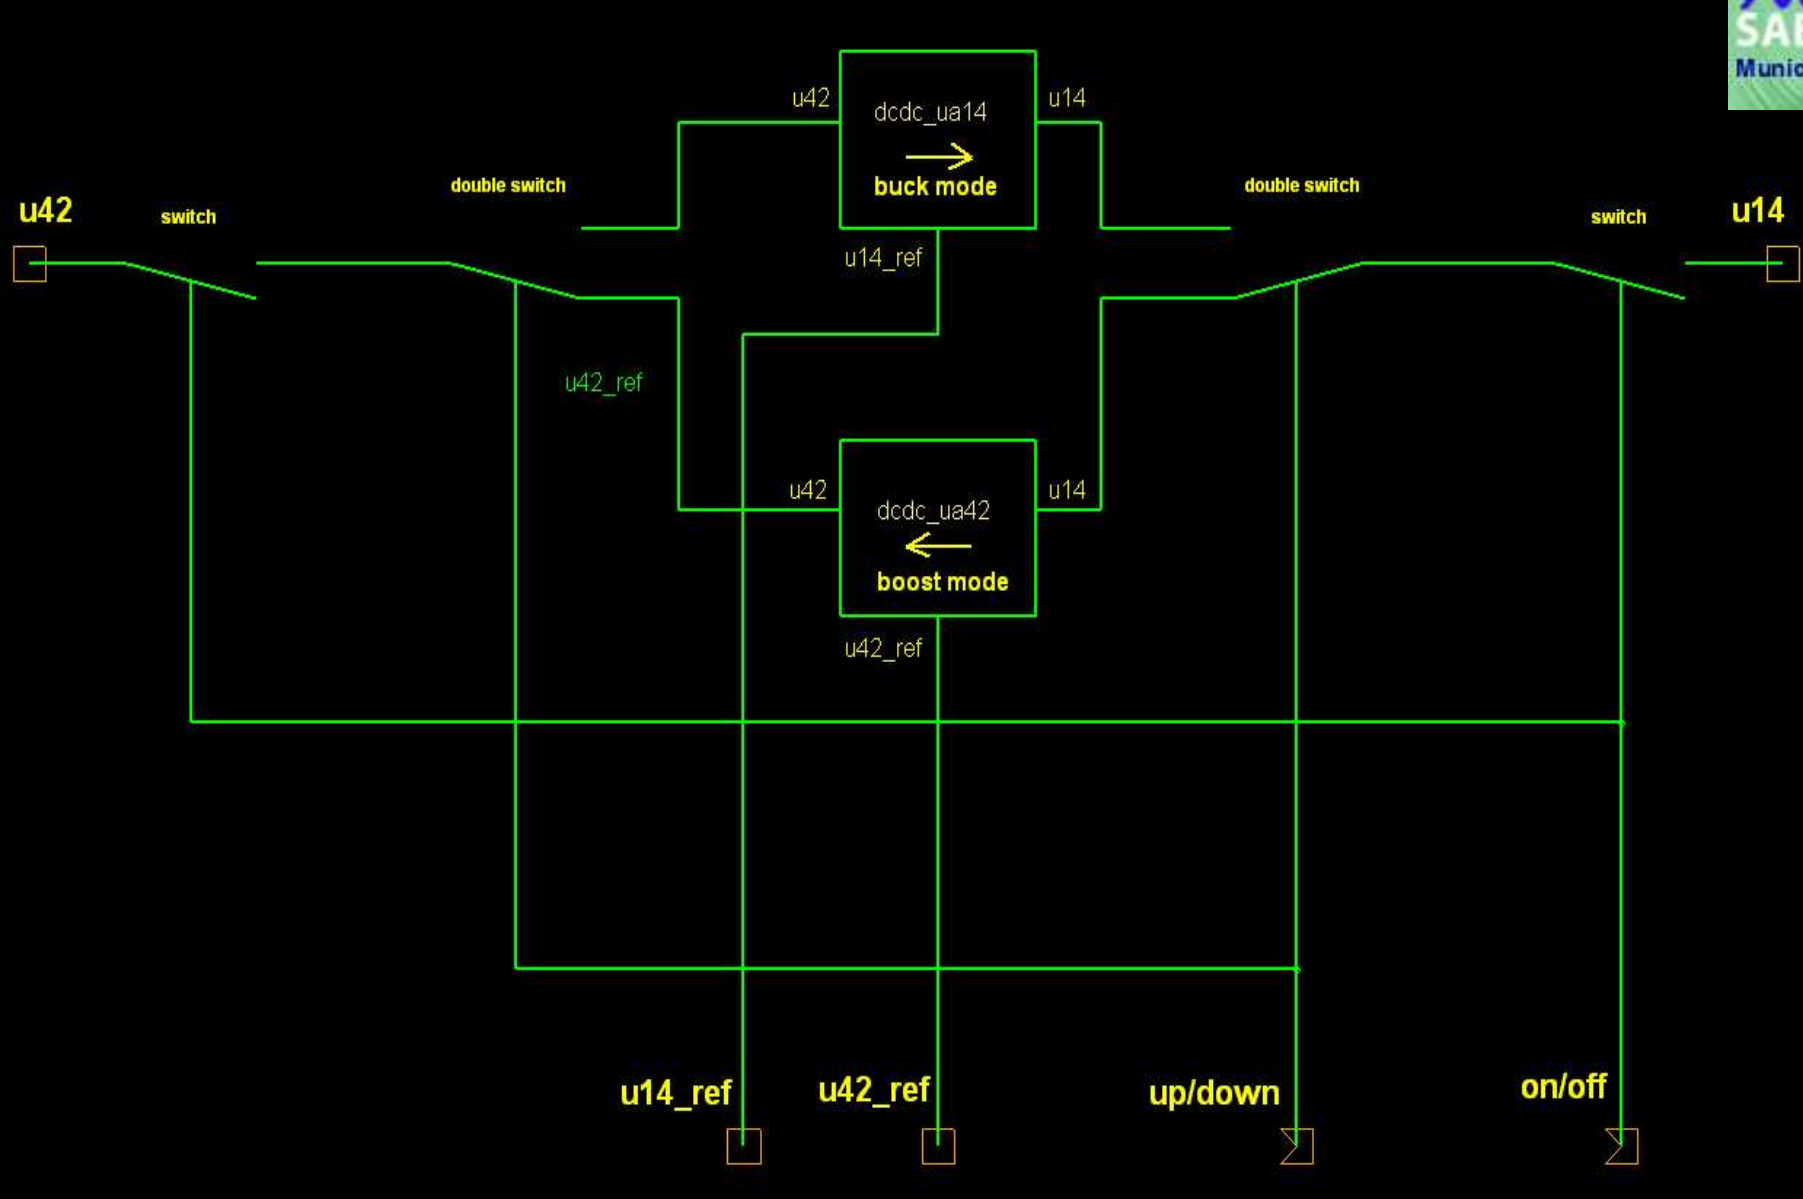 Munic
u42
dcdc_ua14
u14
buck mode
double switch
double switch
u42
switch
switch
u14
u14_ref
u42_ref
u42
dcdc_ua42
u14
boost mode
u42_ref
u14_ref
u42_ref
up/down
on/off